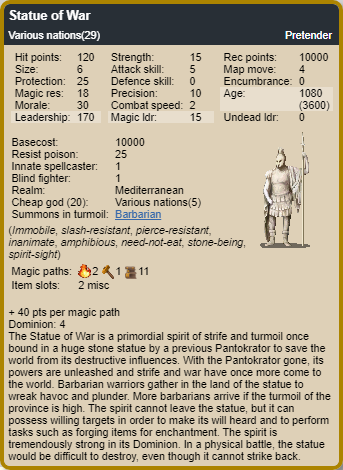 Statue of War
Various nations(29) Pretender
Hit points: 120 Strength: 15 Rec points: 10000
Size: 6 Attack skill: 5 Map move: 4
Protection: 25 Defence skill: 0 Encumbrance: 0
Magic res: 18 Precision: 10 Age: 1080
Morale: 30 Combat speed: 2 (3600)
Leadership: 170 Magic ldr: 15 Undead ldr: 0
Basecost: 10000
Resist poison: 25
Innate spellcaster: 1
Blind fighter: 1
Realm: Mediterranean
Cheap god (20): Various nations(5)
Summons in turmoil: Barbarian
(Immobile, slash-resistant, pierce-resistant,
inanimate, amphibious, need-not-eat, stone-being,
spirit-sight)
Magic paths: 2 1 11
Item slots: 2 misc
+ 40 pts per magic path
Dominion: 4
The Statue of War is a primordial spirit of strife and turmoil once
bound in a huge stone statue by a previous Pantokrator to save the
world from its destructive influences. With the Pantokrator gone, its
powers are unleashed and strife and war have once more come to
the world. Barbarian warriors gather in the land of the statue to
wreak havoc and plunder. More barbarians arrive if the turmoil of the
province is high. The spirit cannot leave the statue, but it can
possess willing targets in order to make its will heard and to perform
tasks such as forging items for enchantment. The spirit is
tremendously strong in its Dominion. In a physical battle, the statue
would be difficult to destroy, even though it cannot strike back.